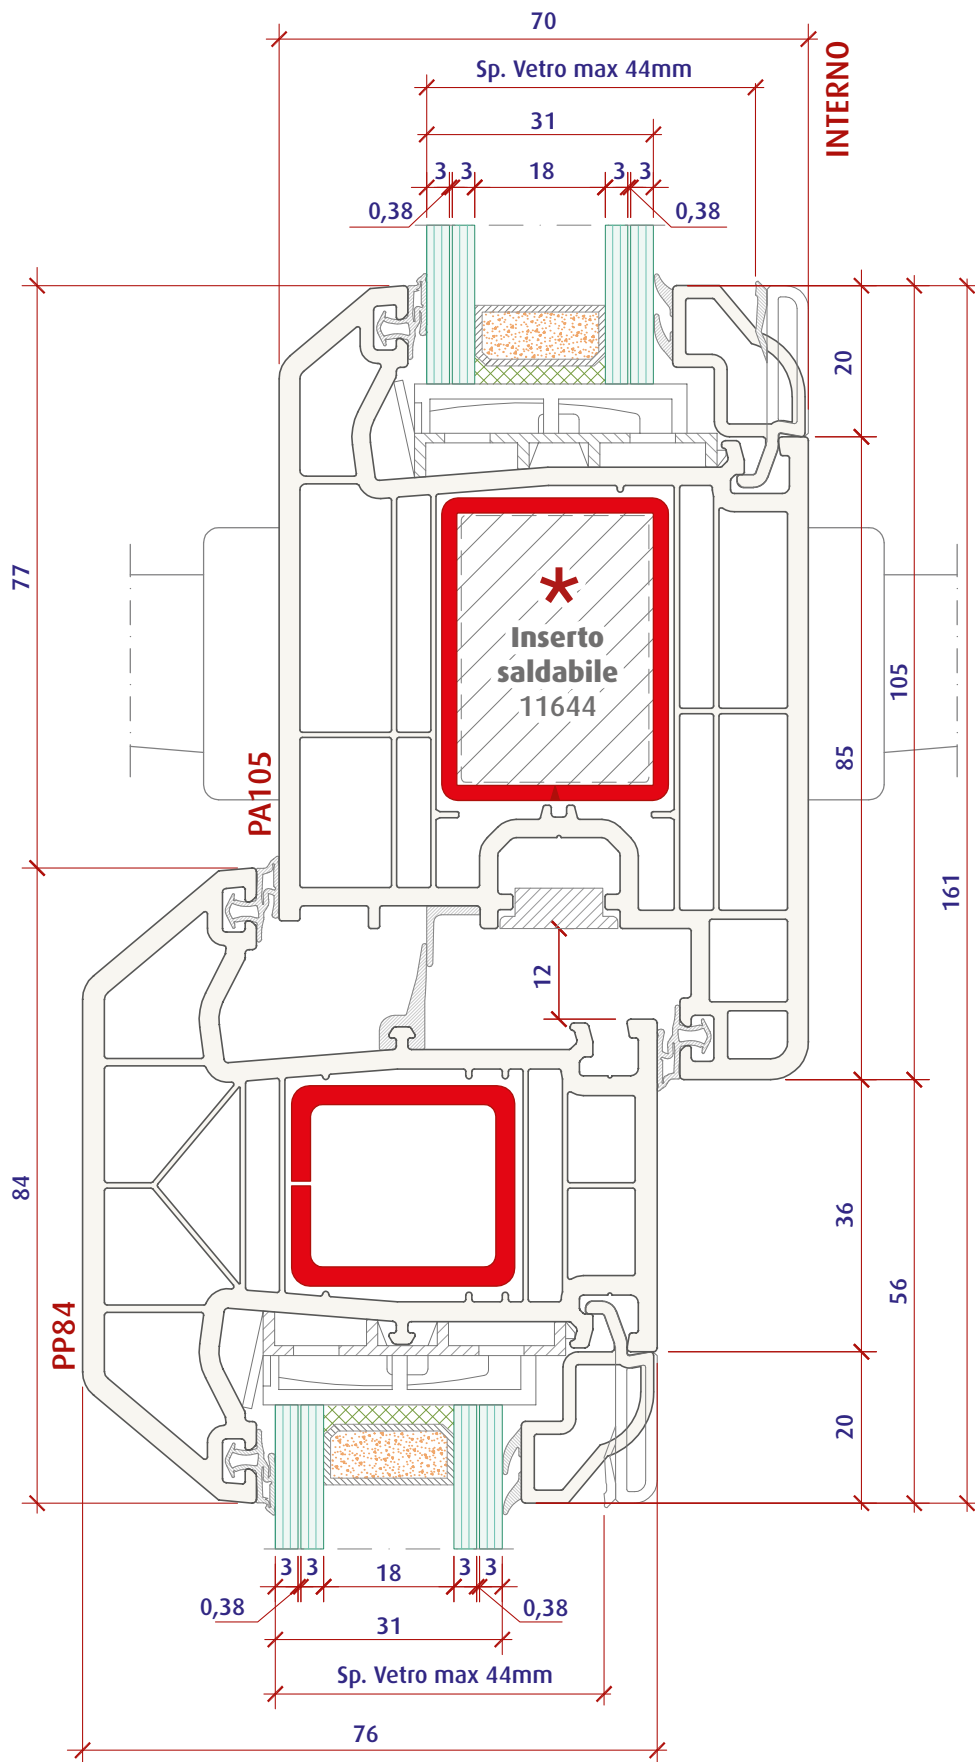 70
INTERNO
Sp. Vetro max 44mm
31
3 3 18 3 3
0,38 0,38
20
77
*
Inserto
saldabile
11644
105
85
PA105
161
12
84
36
56
PP84
20
3 3 18 3 3
0,38 0,38
31
Sp. Vetro max 44mm
76